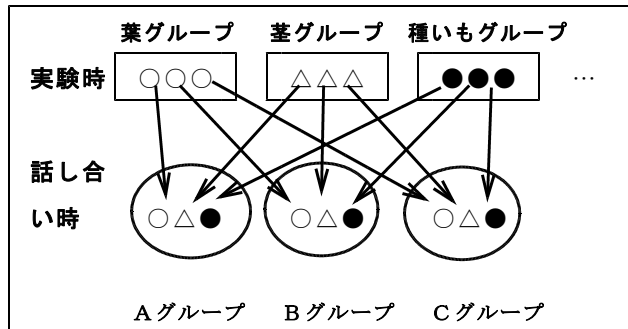 葉グループ 茎グループ 種いもグループ
実験時 ○○○ △△△ ●●● …
話し合
い時 ○△● ○△● ○△●
Aグループ Bグループ Cグループ